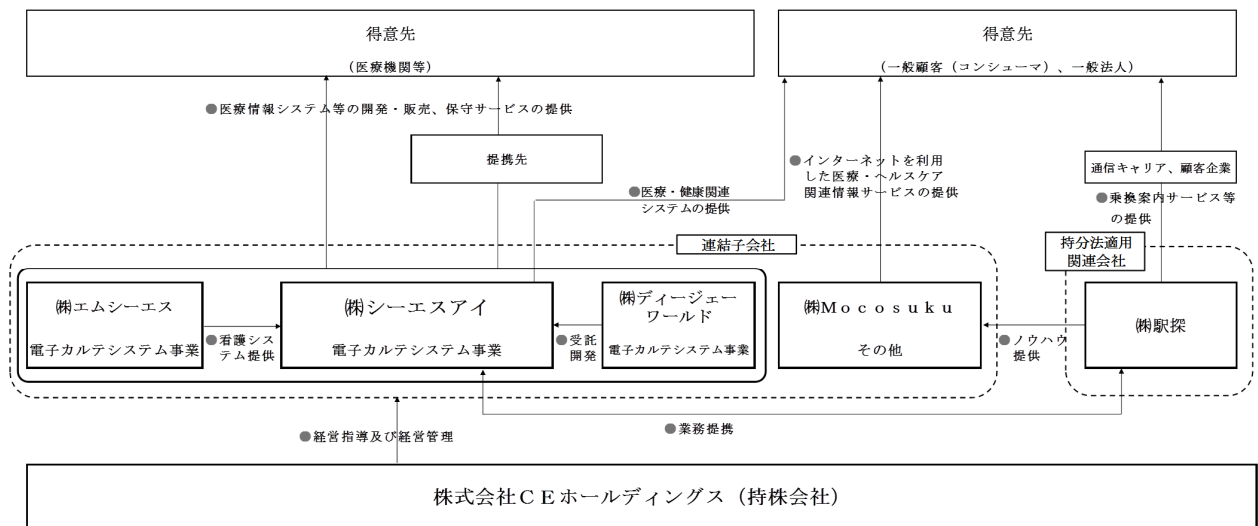 得意先
(医療機関等)
得意先
(一般顧客(コンシューマ)、一般法人)
●医療情報システム等の開発・販売、保守サービスの提供
提携先
●医療・健康関連
システムの提供
●インターネットを利用
した医療・ヘルスケア
関連情報サービスの提供
通信キャリア、顧客企業
●乗換案内サービス等
の提供
連結子会社
持分法適用
関連会社
㈱エムシーエス
電子カルテシステム事業
●看護シス
テム提供
㈱シーエスアイ
電子カルテシステム事業
●受託
開発
㈱ディージェー
ワールド
電子カルテシステム事業
㈱Ｍｏｃｏｓｕｋｕ
その他
●ノウハウ
提供
㈱駅探
●経営指導及び経営管理
●業務提携
株式会社ＣＥホールディングス（持株会社）